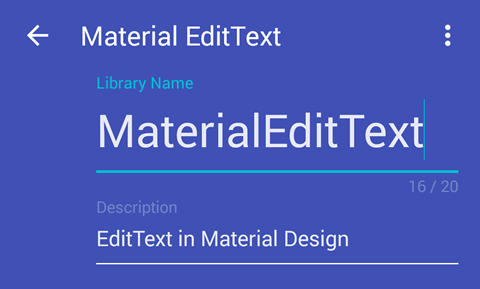 Material EditText
Library Name
MaterialEditText
16 / 20
Description
EditText in Material Design